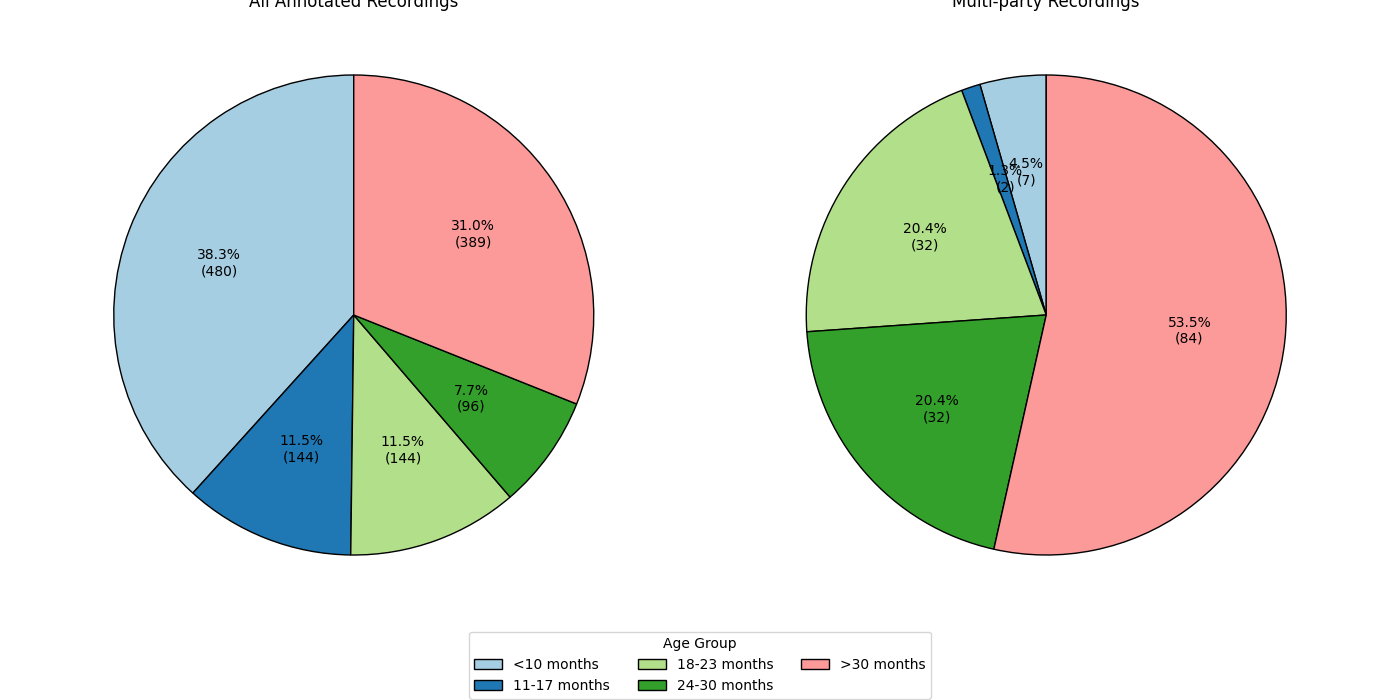 All Annotated Recordings
Multi-party Recordings
38.3%
(480)
31.0%
(389)
7.7%
(96)
11.5%
(144)
11.5%
(144)
4.5%
(7)
1.3%
(2)
20.4%
(32)
53.5%
(84)
20.4%
(32)
Age Group
<10 months
11-17 months
18-23 months
24-30 months
>30 months